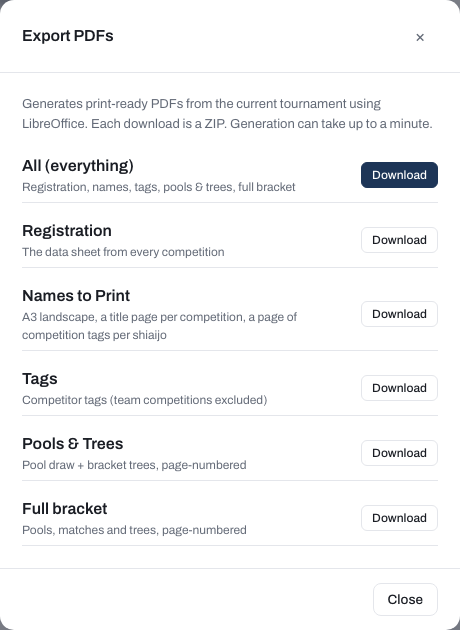 Export PDFs
×
Generates print-ready PDFs from the current tournament using
LibreOffice. Each download is a ZIP. Generation can take up to a minute.
All (everything)
Registration, names, tags, pools & trees, full bracket
Download
Registration
The data sheet from every competition
Download
Names to Print
A3 landscape, a title page per competition, a page of
competition tags per shiaijo
Download
Tags
Competitor tags (team competitions excluded)
Download
Pools & Trees
Pool draw + bracket trees, page-numbered
Download
Full bracket
Pools, matches and trees, page-numbered
Download
Close